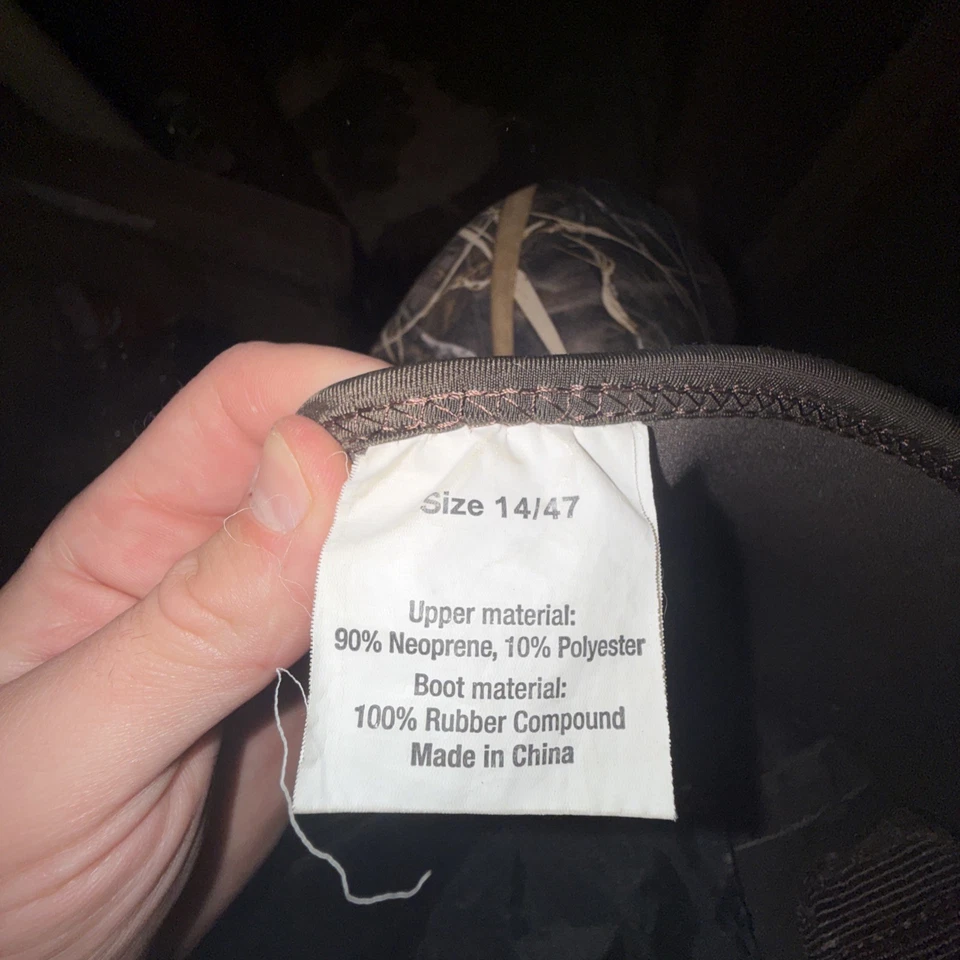 Size 14/47
Upper material:
90% Neoprene, 10% Polyester
Boot material:
100% Rubber Compound
Made in China